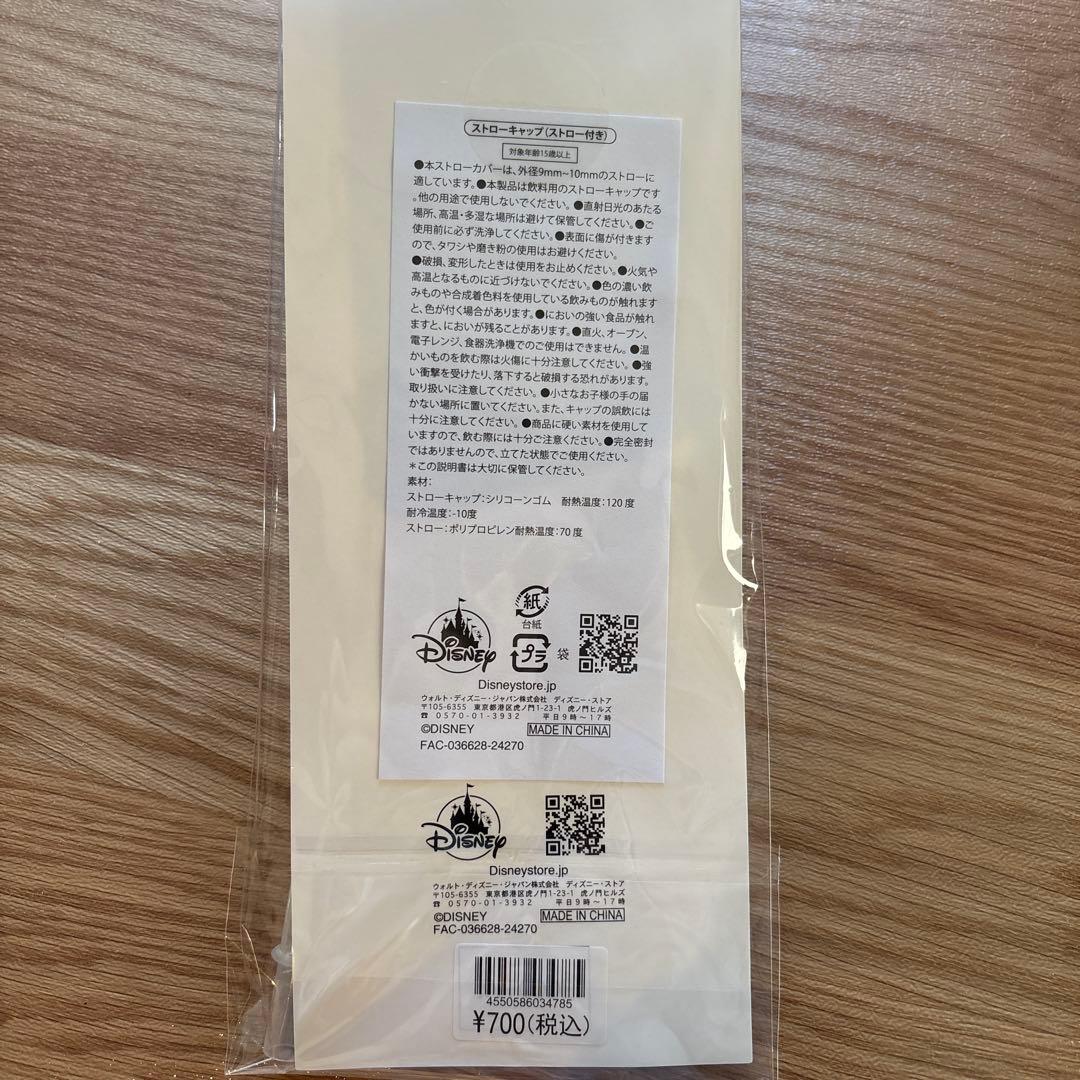 ストローキャップ(ストロー付き)
対象年齢15歳以上
●本ストローカバーは、外径9mm~10mmのストローに
適しています。●本製品は飲料用のストローキャップです
。他の用途で使用しないでください。●直射日光のあたる
場所、高温・多湿な場所は避けて保管してください。●ご
使用前に必ず洗浄してください。●表面に傷が付きます
ので、タワシや磨き粉の使用はお避けください。
●破損、変形したときは使用をお止めください。●火気や
高温となるものに近づけないでください。●色の濃い飲
みものや合成着色料を使用している飲みものが触れます
と、色が付く場合があります。●においの強い食品が触れ
ますと、においが残ることがあります。●直火、オーブン、
電子レンジ、食器洗浄機でのご使用はできません。●温
かいものを飲む際は火傷に十分注意してください。●強
い衝撃を受けたり、落下すると破損する恐れがあります。
取り扱いに注意してください。●小さなお子様の手の届
かない場所に置いてください。また、キャップの誤飲には
十分に注意してください。●商品に硬い素材を使用して
いますので、飲む際には十分ご注意ください。●完全密封
ではありませんので、立てた状態でご使用ください。
*この説明書は大切に保管してください。
素材:
ストローキャップ:シリコーンゴム 耐熱温度:120度
耐冷温度:-10度
ストロー:ポリプロピレン耐熱温度:70度
紙
台紙
Disney
プラ 袋
Disneystore.jp
ウォルト・ディズニー・ジャパン株式会社 ディズニー・ストア
〒105-6355 東京都港区虎ノ門1-23-1 虎ノ門ヒルズ
☎ 0570-01-3932 平日9時~17時
©DISNEY MADE IN CHINA
FAC-036628-24270
Disney
Disneystore.jp
ウォルト・ディズニー・ジャパン株式会社 ディズニー・ストア
〒105-6355 東京都港区虎ノ門1-23-1 虎ノ門ヒルズ
☎ 0570-01-3932 平日9時~17時
©DISNEY MADE IN CHINA
FAC-036628-24270
4550586034785
¥700(税込)